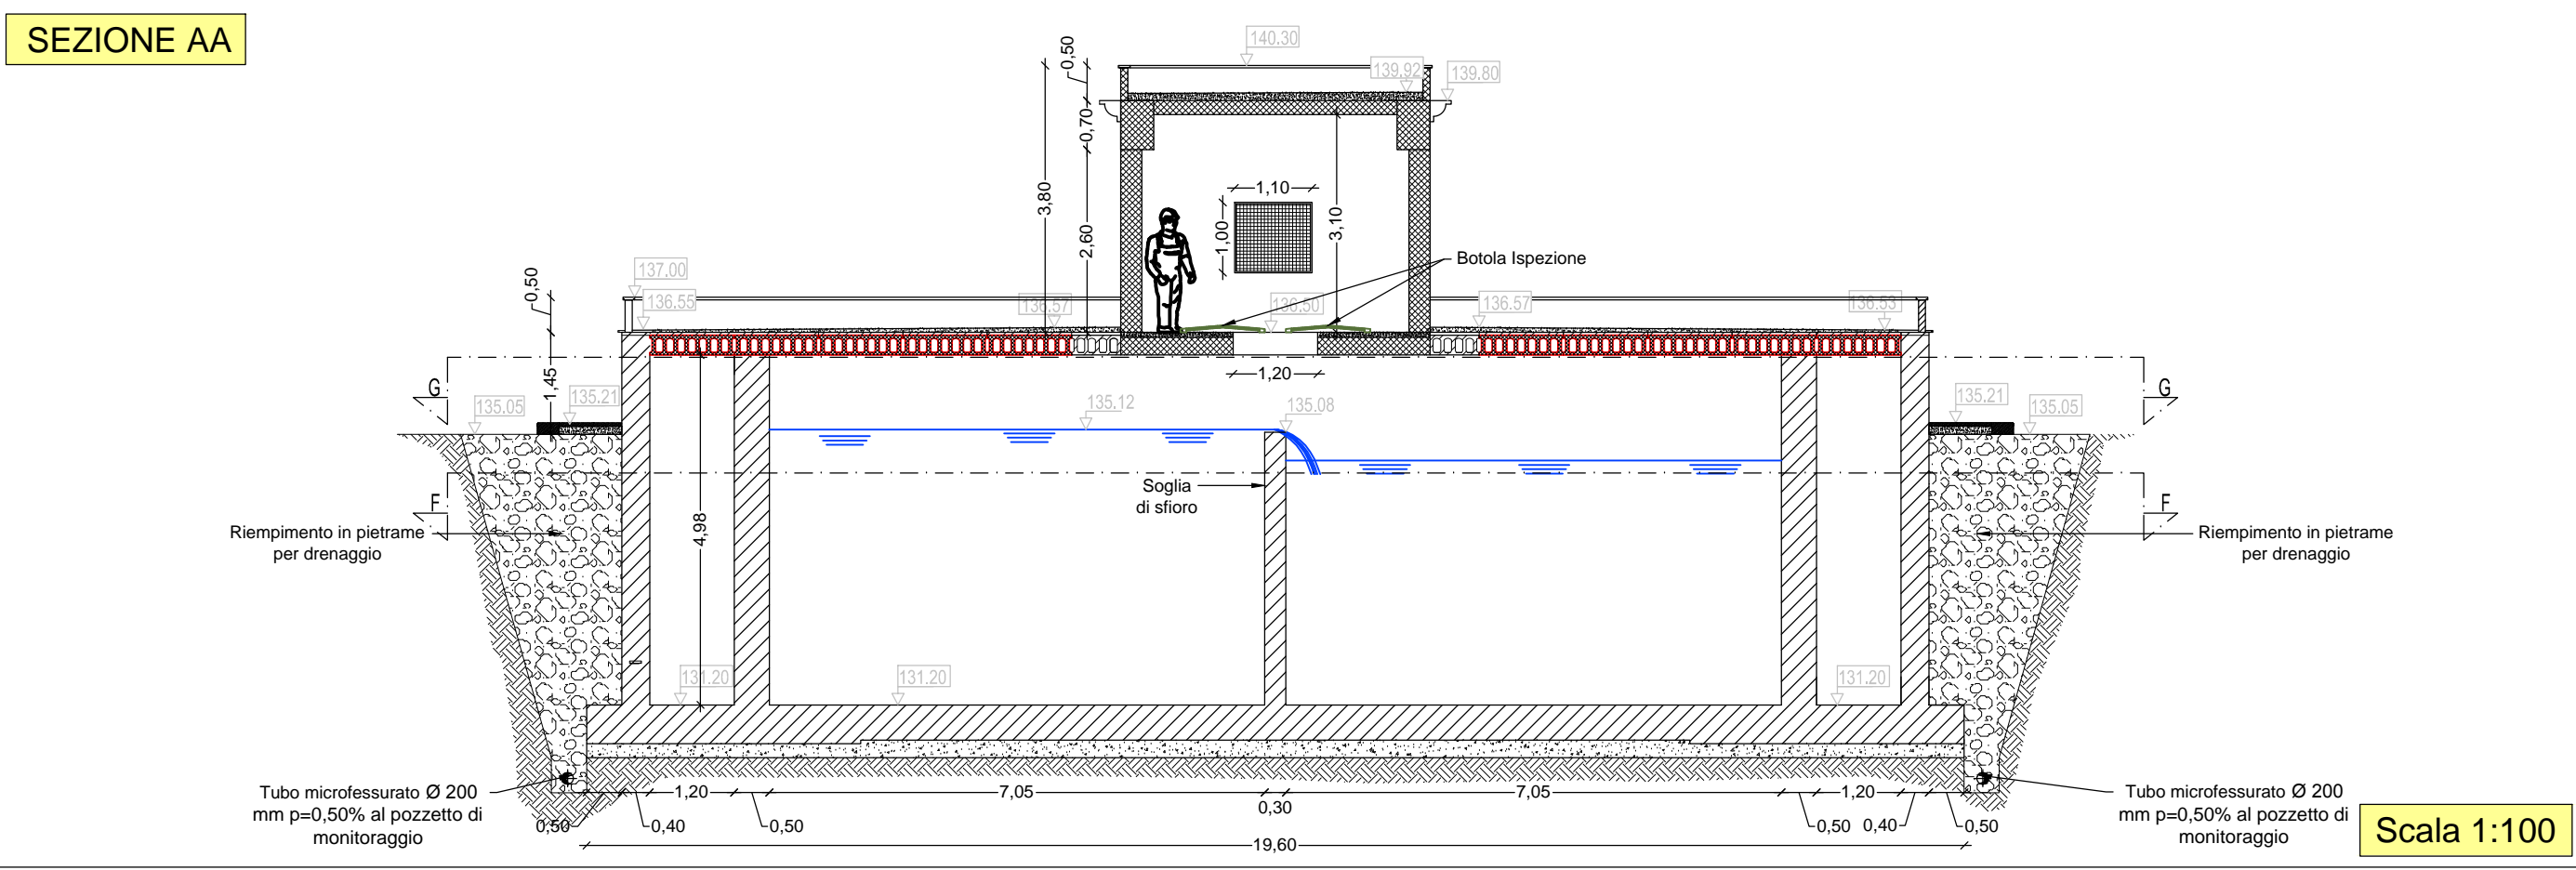 SEZIONE AA
140.30
0,50
139.92
139.80
0,70
3,80
1,10
2,60
1,00
3,10
Botola Ispezione
137.00
0,50
136.55
136.57
136.50
136.57
136.53
1,20
G
1,45
135.21
135.05
135.12
135.08
135.21
135.05
G
Soglia
di sfioro
F
F
4,98
Riempimento in pietrame
per drenaggio
Riempimento in pietrame
per drenaggio
131.20
131.20
131.20
Tubo microfessurato Ø 200
mm p=0,50% al pozzetto di
monitoraggio
1,20
7,05
0,30
7,05
1,20
0,50
0,40
0,50
0,50
0,40
0,50
19,60
Tubo microfessurato Ø 200
mm p=0,50% al pozzetto di
monitoraggio
Scala 1:100